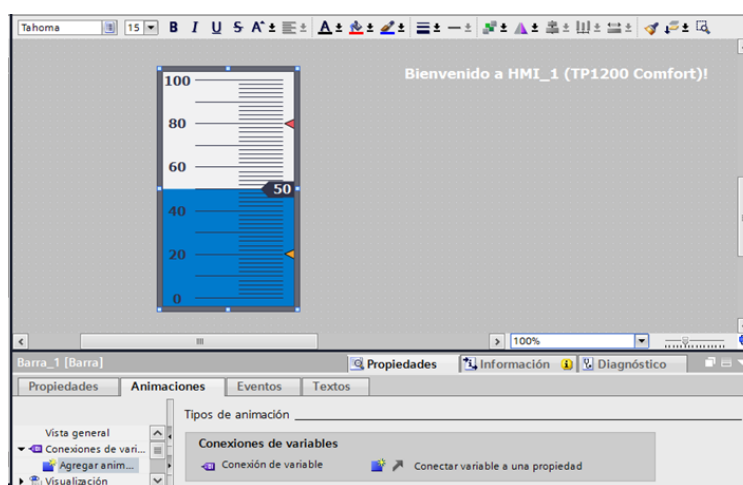 Tahoma 15 B I U S A A
Bienvenido a HMI_1 (TP1200 Comfort)!
100
80
60
50
40
20
0
100%
Barra_1 [Barra] Propiedades Información Diagnóstico
Propiedades Animaciones Eventos Textos
Tipos de animación
Vista general
Conexiones de vari...
Agregar anim...
Visualización
Conexiones de variables
Conexión de variable Conectar variable a una propiedad